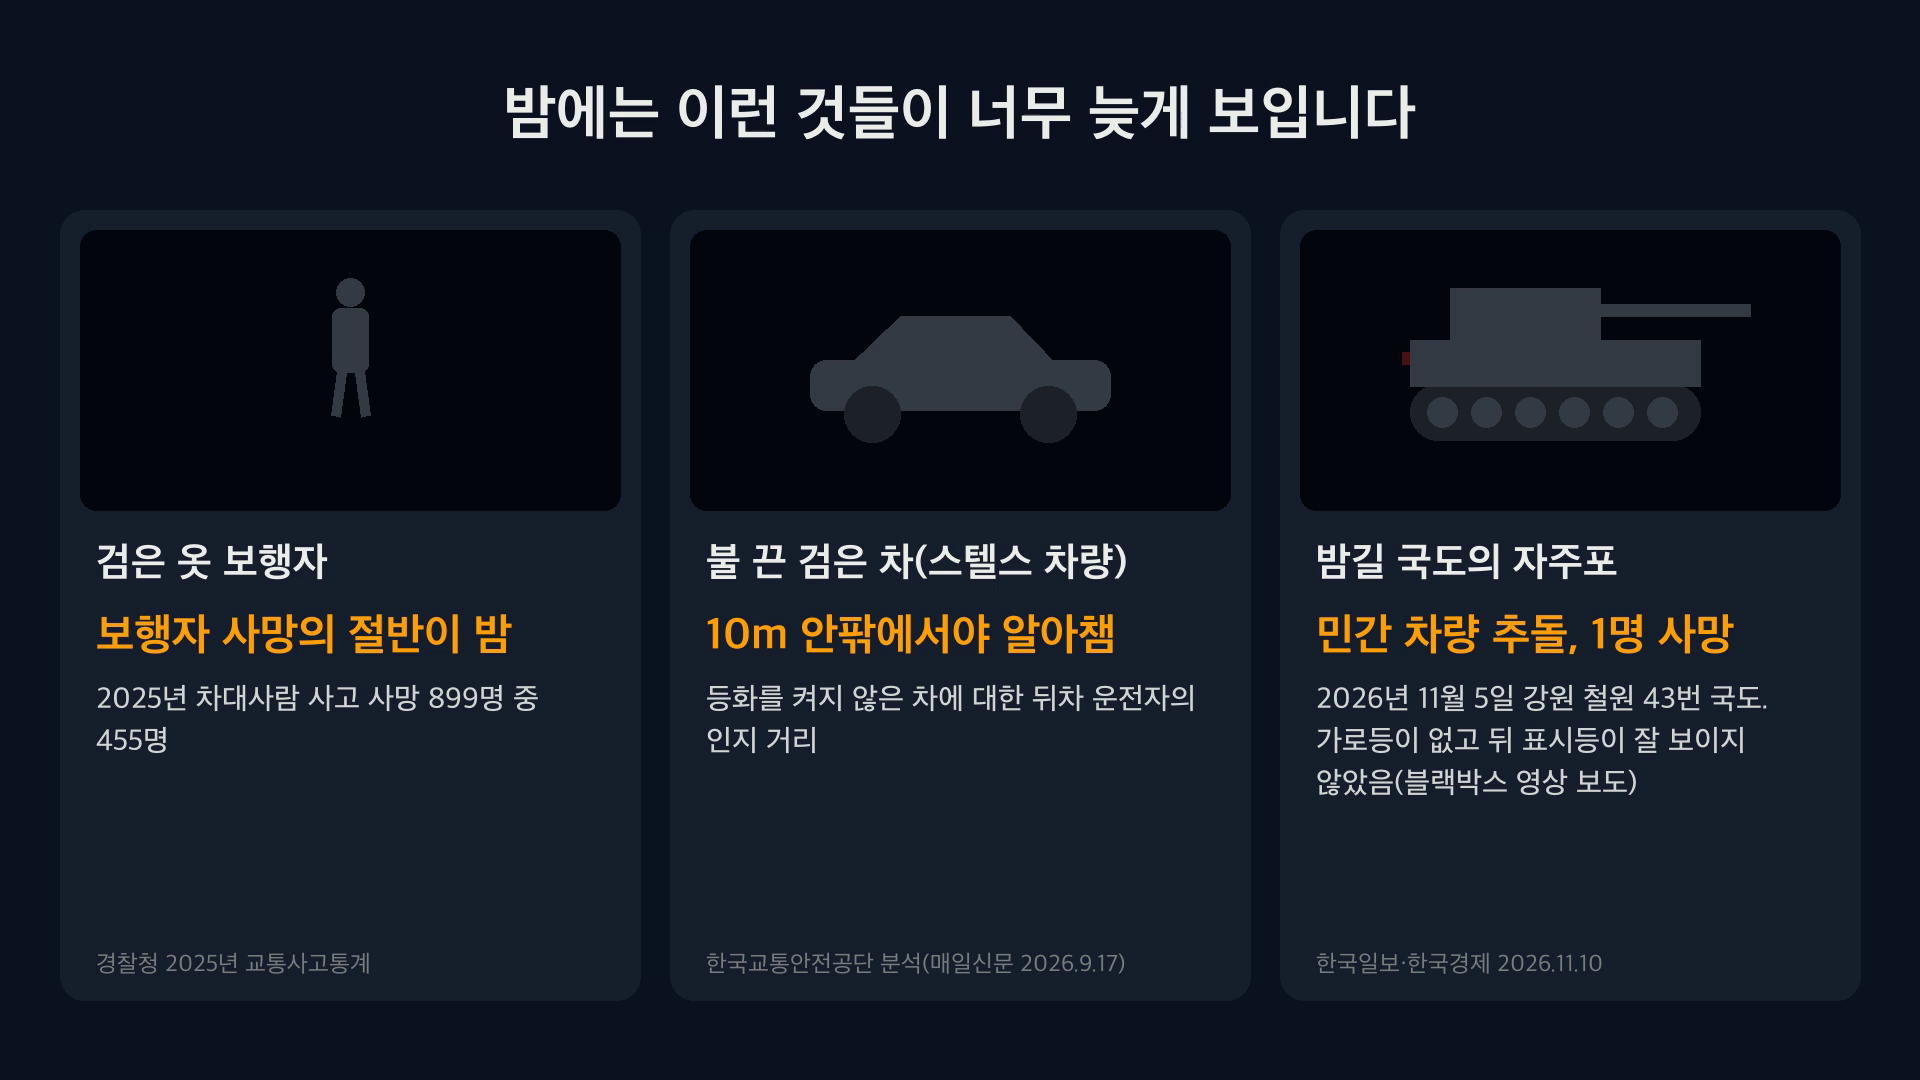 밤에는 이런 것들이 너무 늦게 보입니다
검은 옷 보행자
보행자 사망의 절반이 밤
2025년 차대사람 사고 사망 899명 중
455명
경찰청 2025년 교통사고통계
불 끈 검은 차(스텔스 차량)
10m 안팎에서야 알아챔
등화를 켜지 않은 차에 대한 뒤차 운전자의
인지 거리
한국교통안전공단 분석(매일신문 2026.9.17)
밤길 국도의 자주포
민간 차량 추돌, 1명 사망
2026년 11월 5일 강원 철원 43번 국도.
가로등이 없고 뒤 표시등이 잘 보이지
않았음(블랙박스 영상 보도)
한국일보·한국경제 2026.11.10